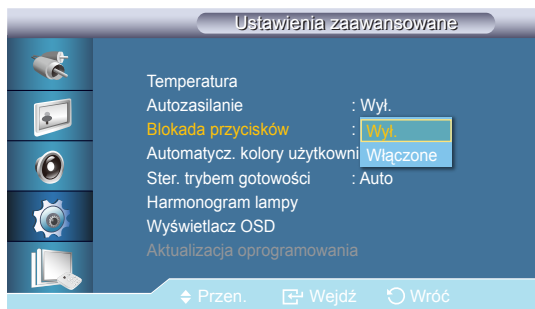 Ustawienia zaawansowane
Temperatura
Autozasilanie : Wył.
Blokada przycisków : Wył.
Automatycz. kolory użytkowni Włączone
Ster. trybem gotowości : Auto
Harmonogram lampy
Wyświetlacz OSD
Aktualizacja oprogramowania
Przen. Wejdź Wróć